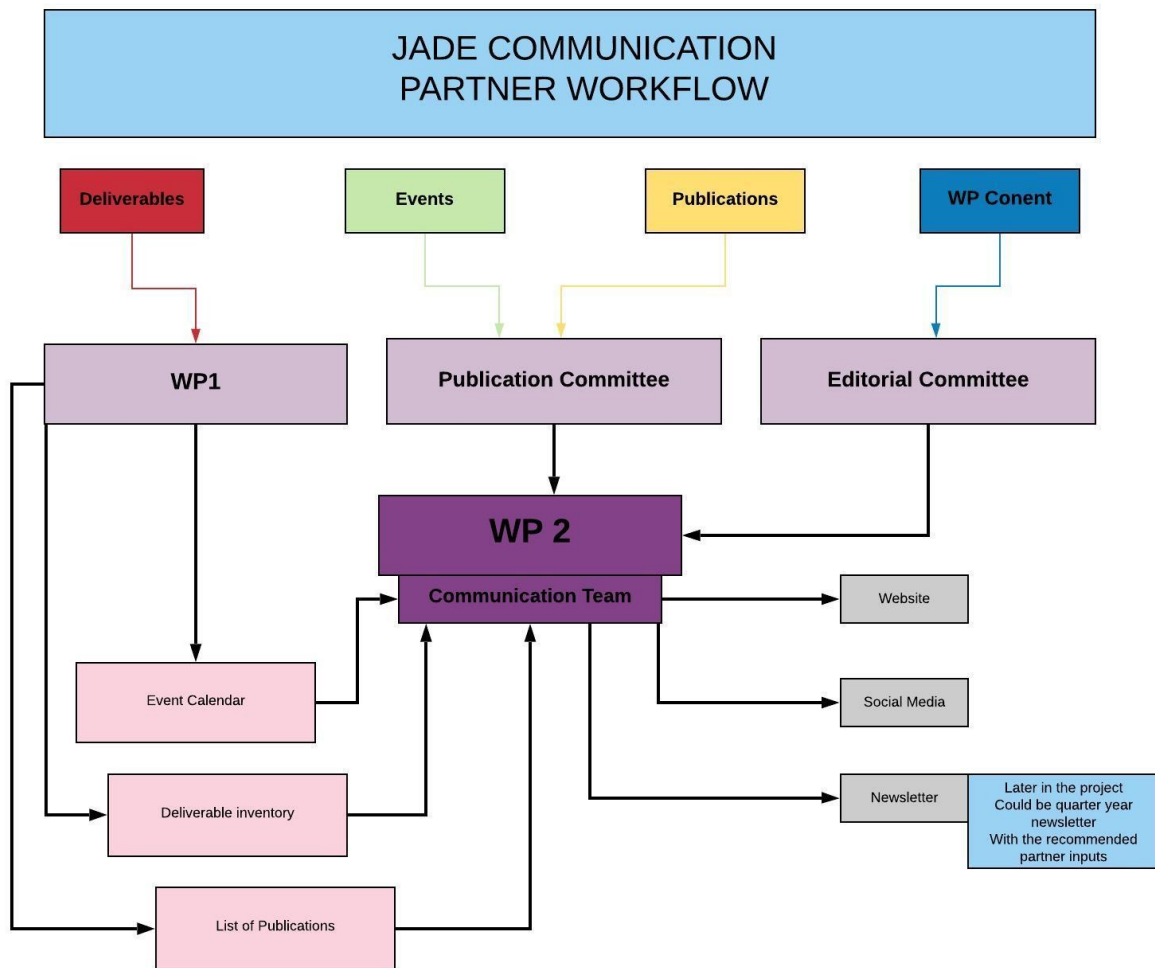 JADE COMMUNICATION
PARTNER WORKFLOW
Deliverables
Events
Publications
WP Conent
WP1
Publication Committee
Editorial Committee
WP 2
Communication Team
Website
Event Calendar
Social Media
Deliverable inventory
Newsletter
Later in the project
Could be quarter year
newsletter
With the recommended
partner inputs
List of Publications